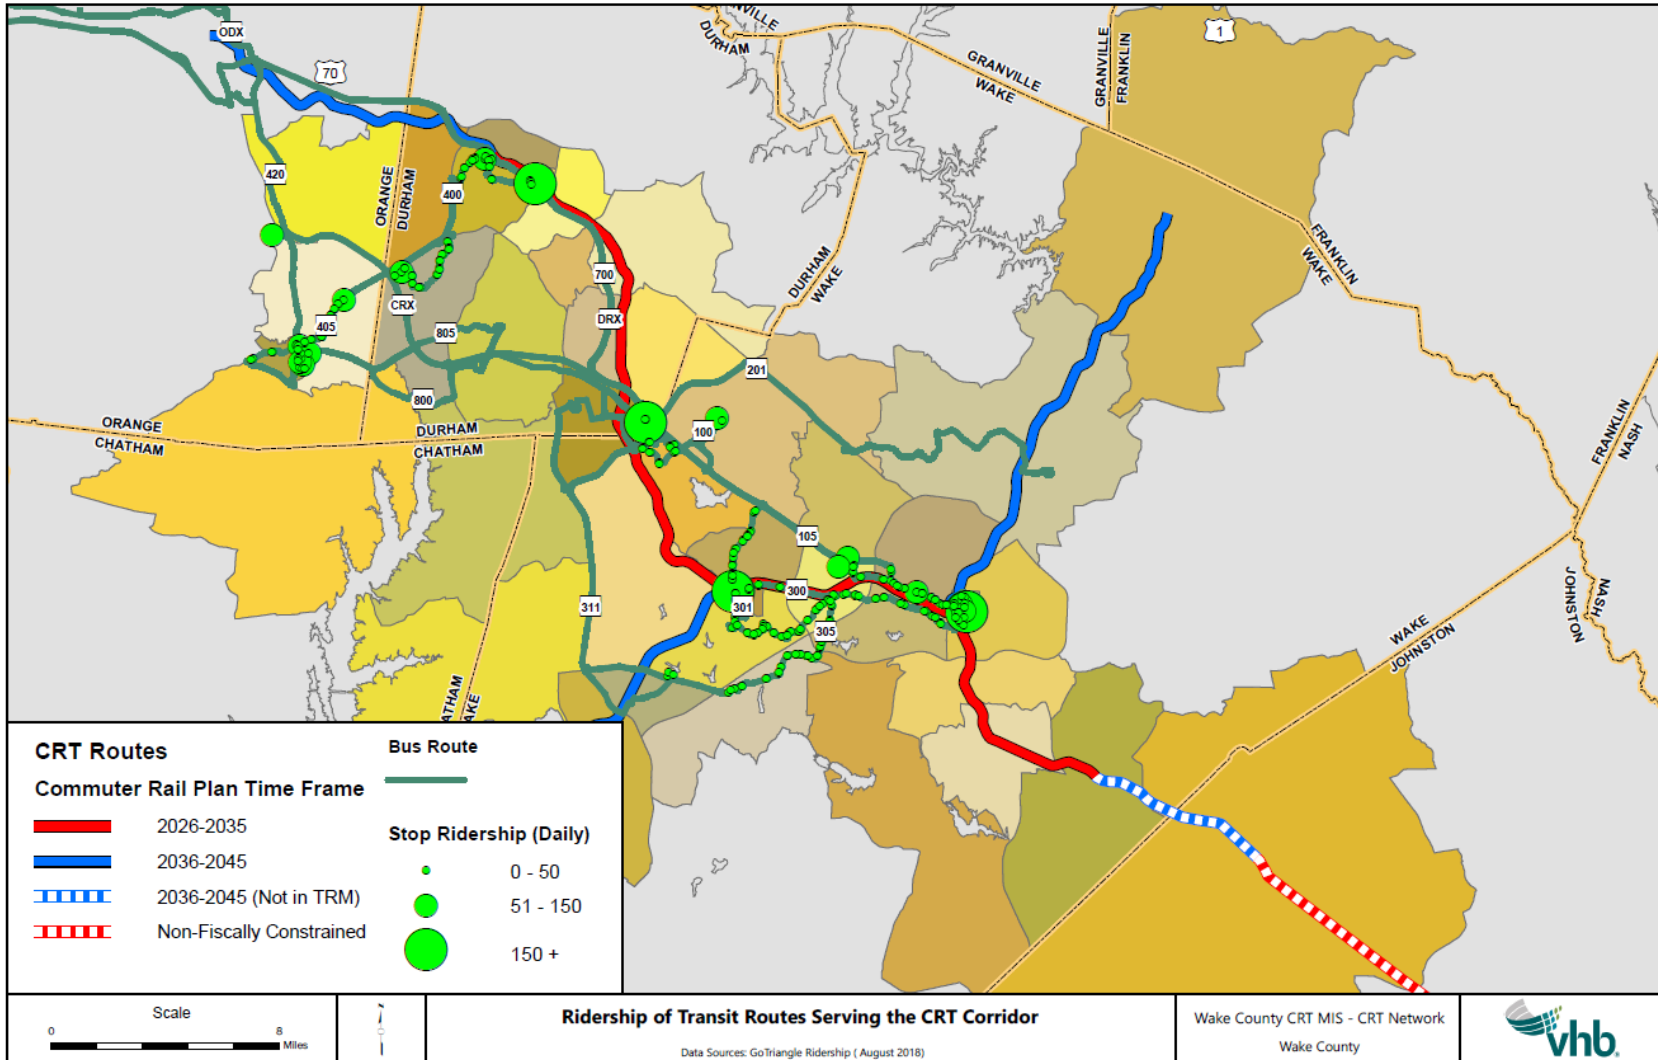 ODX
70
1
VILLE
DURHAM
GRANVILLE
WAKE
GRANVILLE
FRANKLIN
420
ORANGE
DURHAM
400
700
DURHAM
WAKE
FRANKLIN
WAKE
CRX
405
805
DRX
201
800
ORANGE
CHATHAM
DURHAM
CHATHAM
100
FRANKLIN
NASH
105
311
301
300
305
NASH
JOHNSTON
WAKE
JOHNSTON
ATHAM
AKE
CRT Routes
Commuter Rail Plan Time Frame
2026-2035
2036-2045
2036-2045 (Not in TRM)
Non-Fiscally Constrained
Bus Route
Stop Ridership (Daily)
0 - 50
51 - 150
150 +
Scale
0 8
Miles
Ridership of Transit Routes Serving the CRT Corridor
Data Sources: GoTriangle Ridership ( August 2018)
Wake County CRT MIS - CRT Network
Wake County
vhb